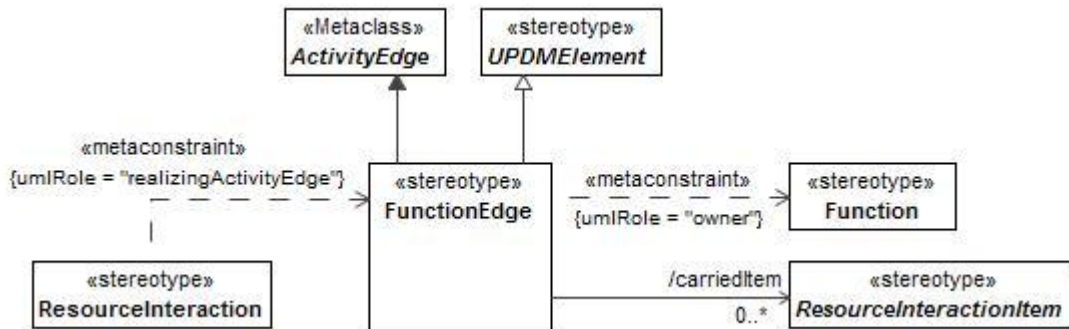 «Metaclass»
ActivityEdge
«stereotype»
UPDMElement
«metaconstraint»
{umlRole = "realizingActivityEdge"}
«stereotype»
FunctionEdge
«metaconstraint»
{umlRole = "owner"}
«stereotype»
Function
«stereotype»
ResourceInteraction
/carriedItem
0..*
«stereotype»
ResourceInteractionItem